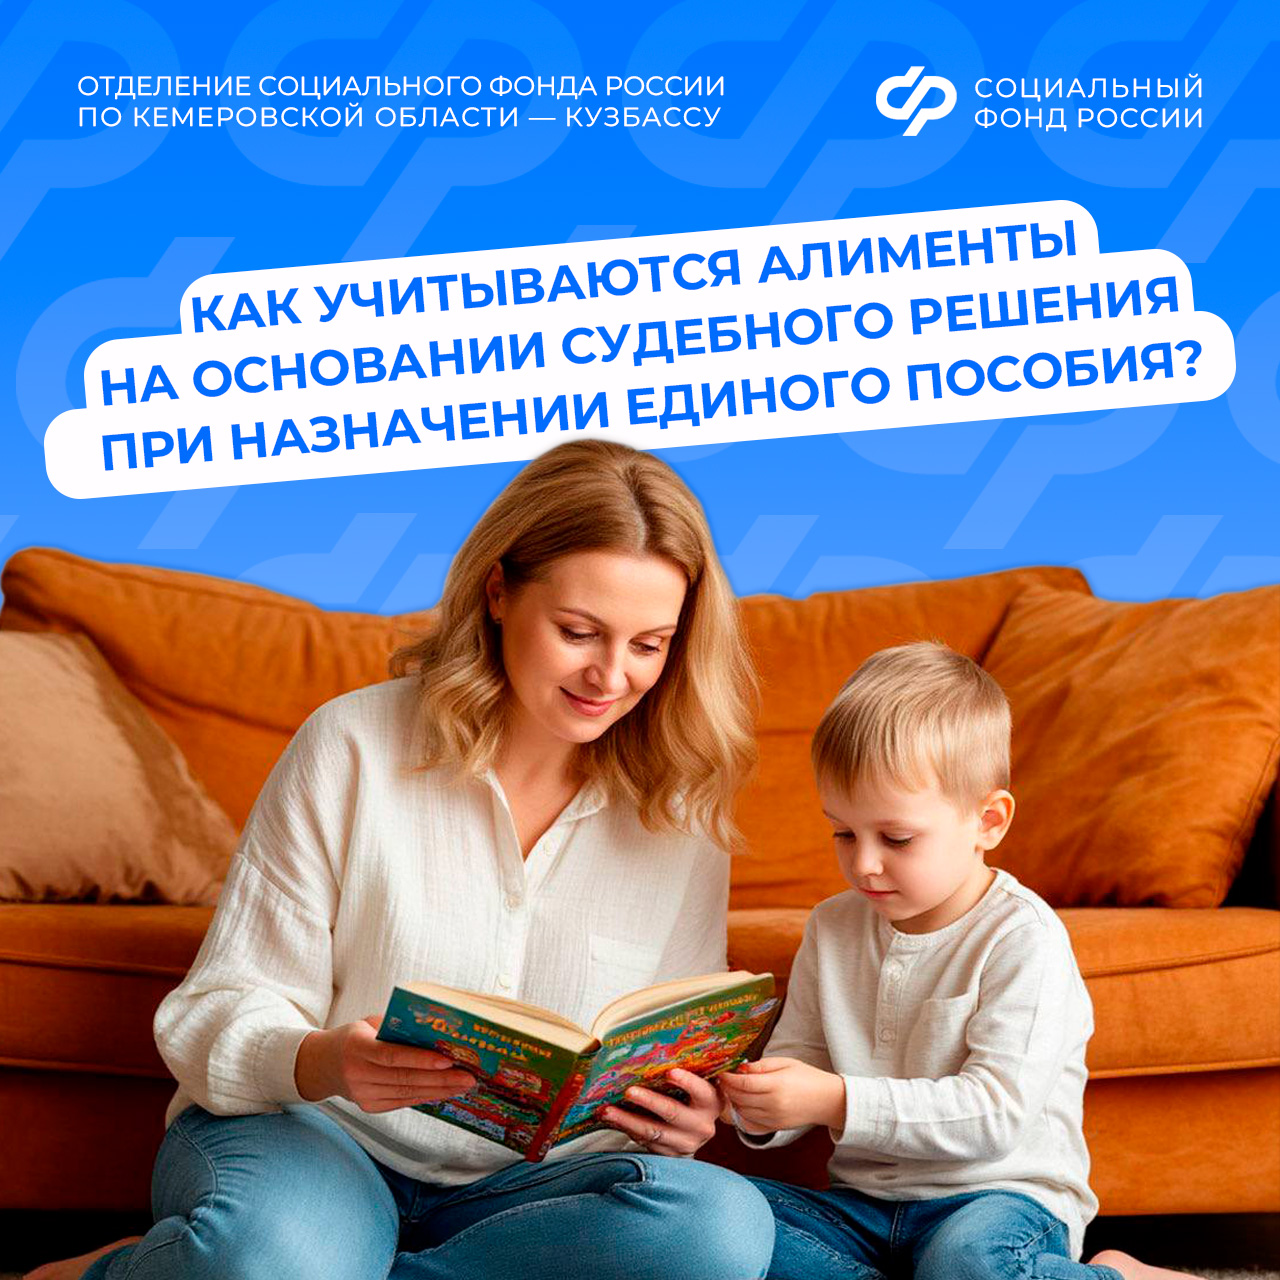 ОТДЕЛЕНИЕ СОЦИАЛЬНОГО ФОНДА РОССИИ
ПО КЕМЕРОВСКОЙ ОБЛАСТИ — КУЗБАССУ
СОЦИАЛЬНЫЙ
ФОНД РОССИИ
КАК УЧИТЫВАЮТСЯ АЛИМЕНТЫ
НА ОСНОВАНИИ СУДЕБНОГО РЕШЕНИЯ
ПРИ НАЗНАЧЕНИИ ЕДИНОГО ПОСОБИЯ?